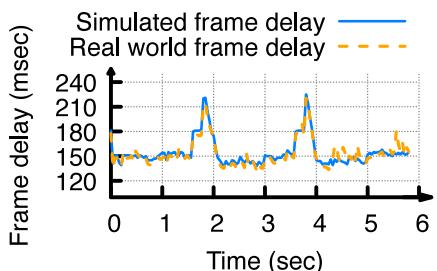 Simulated frame delay
Real world frame delay
Frame delay (msec)
240
210
180
150
120
0 1 2 3 4 5 6
Time (sec)